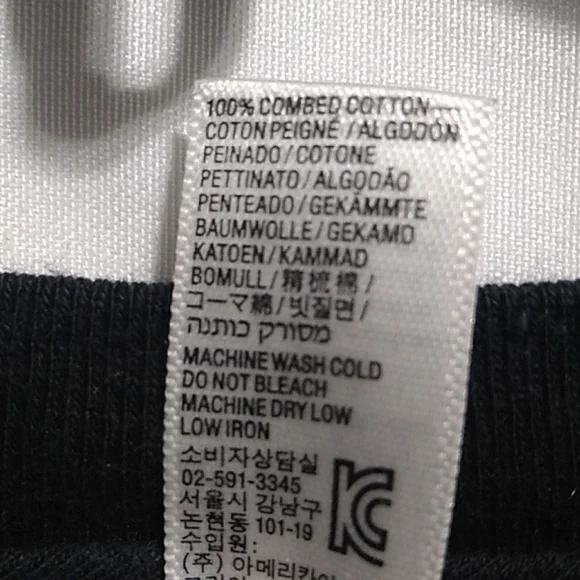 100% COMBED COTTON
COTON PEIGNÉ / ALGODÓN
PEINADO / COTONE
PETTINATO / ALGODÃO
PENTEADO / GEKÄMMTE
BAUMWOLLE / GEKAMD
KATOEN / KAMMAD
BOMULL / 精梳棉 /
コーマ綿 / 빗질면 /
מסורק כותנה
MACHINE WASH COLD
DO NOT BLEACH
MACHINE DRY LOW
LOW IRON
소비자상담실
02-591-3345
서울시 강남구
논현동 101-19
수입원:
(주) 아메리카